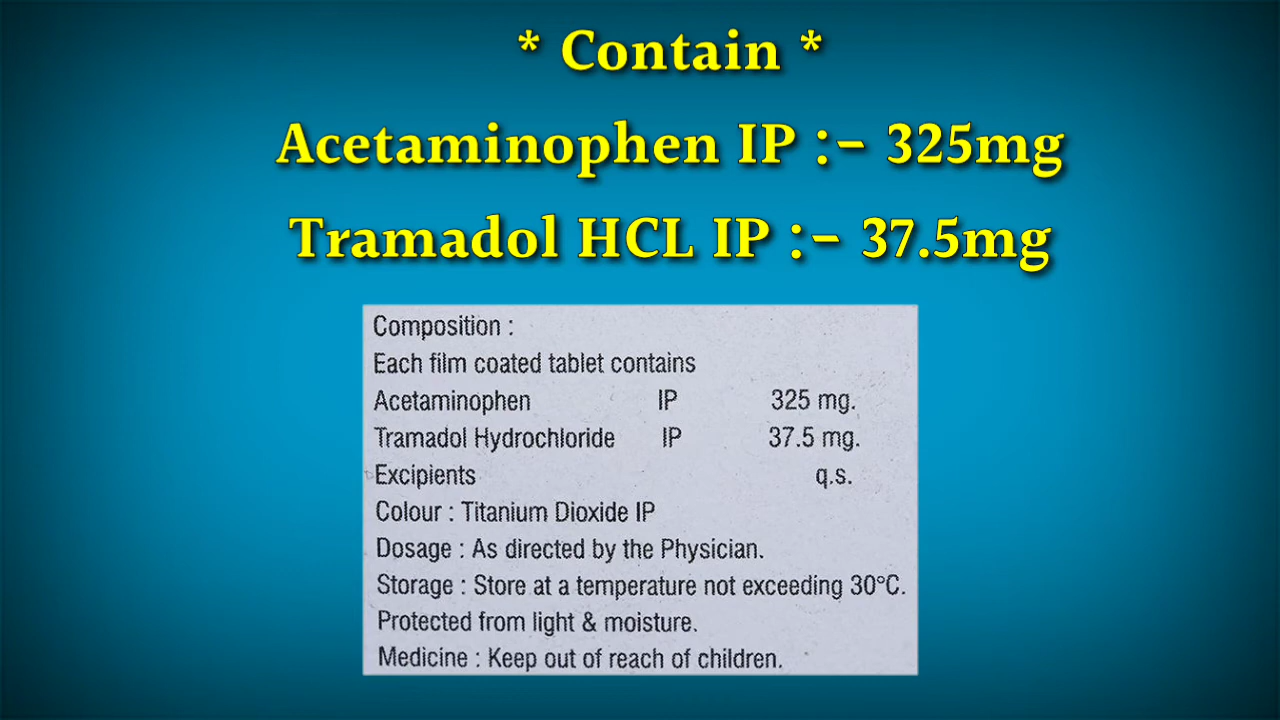 * Contain *
Acetaminophen IP :- 325mg
Tramadol HCL IP :- 37.5mg
Composition :
Each film coated tablet contains
Acetaminophen IP 325 mg.
Tramadol Hydrochloride IP 37.5 mg.
Excipients q.s.
Colour : Titanium Dioxide IP
Dosage : As directed by the Physician.
Storage : Store at a temperature not exceeding 30°C.
Protected from light & moisture.
Medicine : Keep out of reach of children.